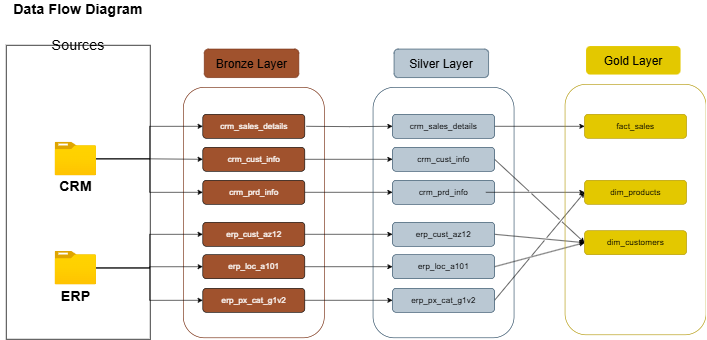 Data Flow Diagram
Sources
Bronze Layer
Silver Layer
Gold Layer
crm_sales_details
crm_sales_details
fact_sales
crm_cust_info
crm_cust_info
CRM
crm_prd_info
crm_prd_info
dim_products
erp_cust_az12
erp_cust_az12
dim_customers
erp_loc_a101
erp_loc_a101
ERP
erp_px_cat_g1v2
erp_px_cat_g1v2